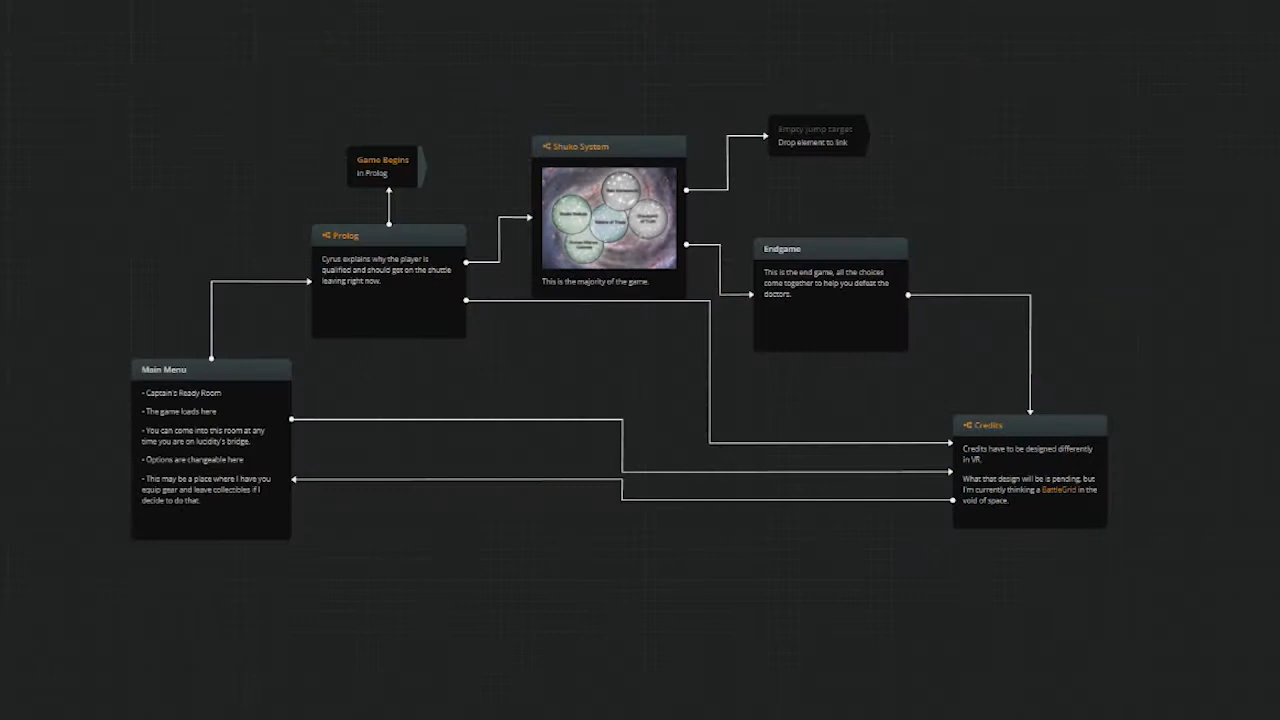 Empty jump target
Drop element to link
Shuko System
Game Begins
in Prolog
This is the majority of the game.
Prolog
Cyrus explains why the player is
qualified and should get on the shuttle
leaving right now.
Endgame
This is the end game, all the choices
come together to help you defeat the
doctors.
Main Menu
- Captain's Ready Room
- The game loads here
- You can come into this room at any
time you are on lucidity's bridge.
- Options are changeable here
- This may be a place where I have you
equip gear and leave collectibles if I
decide to do that.
Credits
Credits have to be designed differently
in VR.
What that design will be is pending, but
I'm currently thinking a BattleGrid in the
void of space.